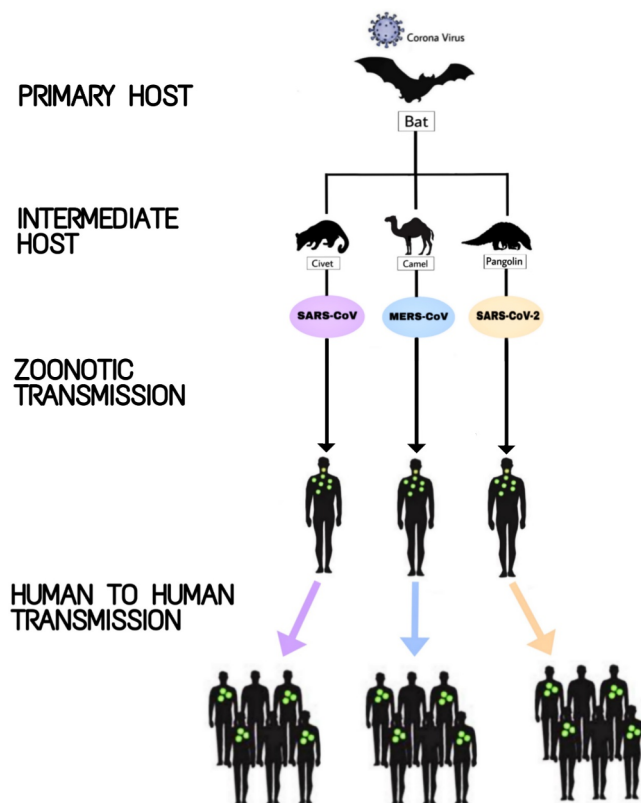 Corona Virus
PRIMARY HOST
Bat
INTERMEDIATE
HOST
Civet
Camel
Pangolin
SARS-CoV
MERS-CoV
SARS-CoV-2
ZOONOTIC
TRANSMISSION
HUMAN TO HUMAN
TRANSMISSION